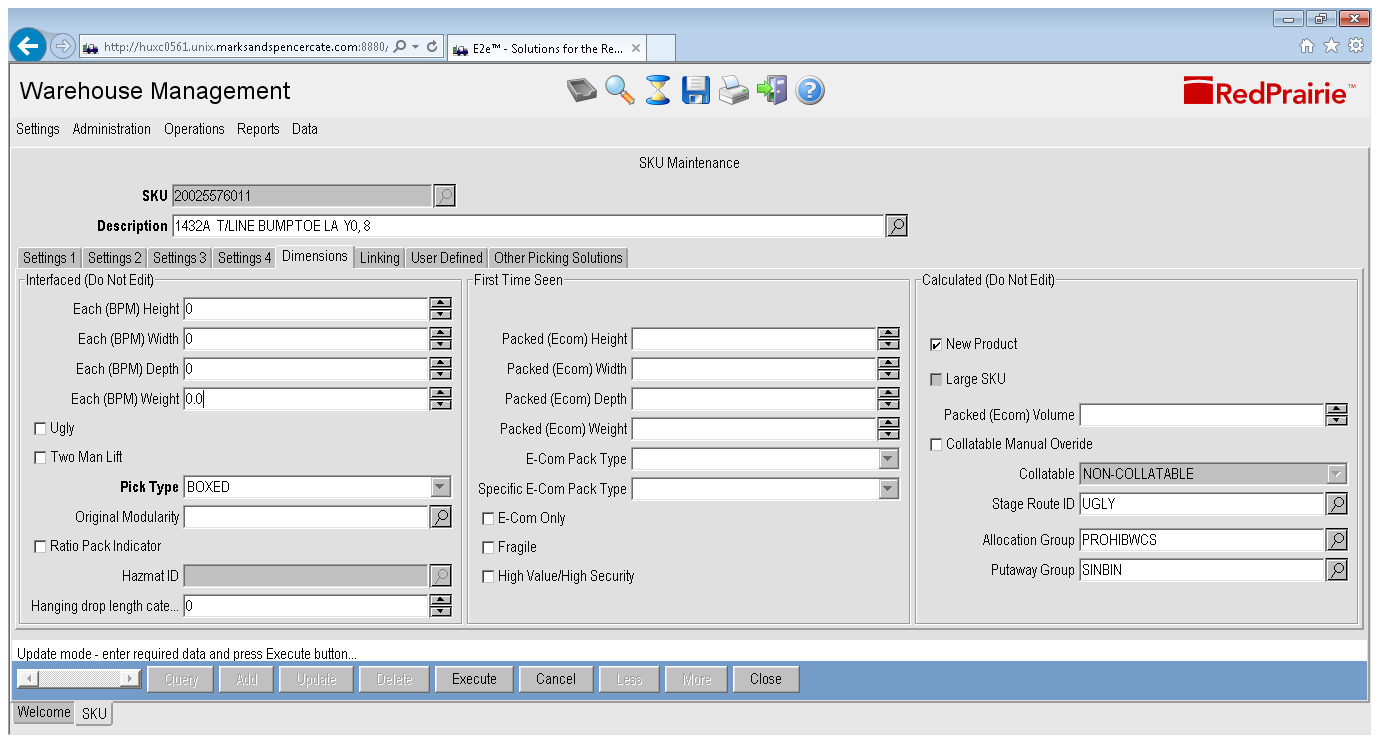 http://huxc0561.unix.marksandspencercate.com:8880,
E2e™ - Solutions for the Re...
Warehouse Management
RedPrairie™
Settings Administration Operations Reports Data
SKU Maintenance
SKU 20025576011
Description 1432A T/LINE BUMPTOE LA Y0, 8
Settings 1 Settings 2 Settings 3 Settings 4 Dimensions Linking User Defined Other Picking Solutions
Interfaced (Do Not Edit)
Each (BPM) Height 0
Each (BPM) Width 0
Each (BPM) Depth 0
Each (BPM) Weight 0.0
Ugly
Two Man Lift
Pick Type BOXED
Original Modularity
Ratio Pack Indicator
Hazmat ID
Hanging drop length cate... 0
First Time Seen
Packed (Ecom) Height
Packed (Ecom) Width
Packed (Ecom) Depth
Packed (Ecom) Weight
E-Com Pack Type
Specific E-Com Pack Type
E-Com Only
Fragile
High Value/High Security
Calculated (Do Not Edit)
New Product
Large SKU
Packed (Ecom) Volume
Collatable Manual Overide
Collatable NON-COLLATABLE
Stage Route ID UGLY
Allocation Group PROHIBWCS
Putaway Group SINBIN
Update mode - enter required data and press Execute button...
Query Add Update Delete Execute Cancel Less More Close
Welcome SKU